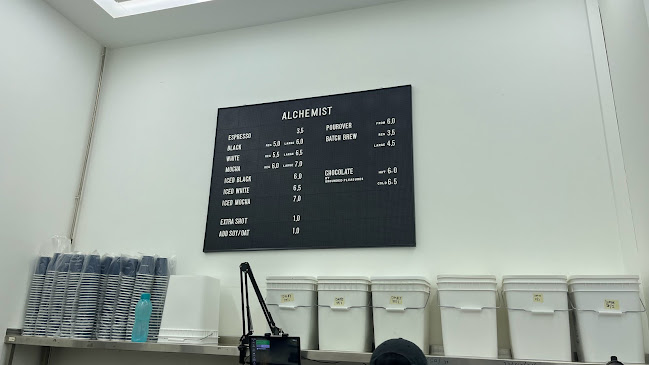 ALCHEMIST
ESPRESSO 3.5
BLACK REG 5.0 LARGE 6.0
WHITE REG 5.5 LARGE 6.5
MOCHA REG 6.0 LARGE 7.0
ICED BLACK 6.0
ICED WHITE 6.5
ICED MOCHA 7.0
EXTRA SHOT 1.0
ADD SOY/OAT 1.0
POUROVER FROM 6.0
BATCH BREW REG 3.5
LARGE 4.5
CHOCOLATE HOT 6.0
BY GROUNDED PLEASURES COLD 6.5